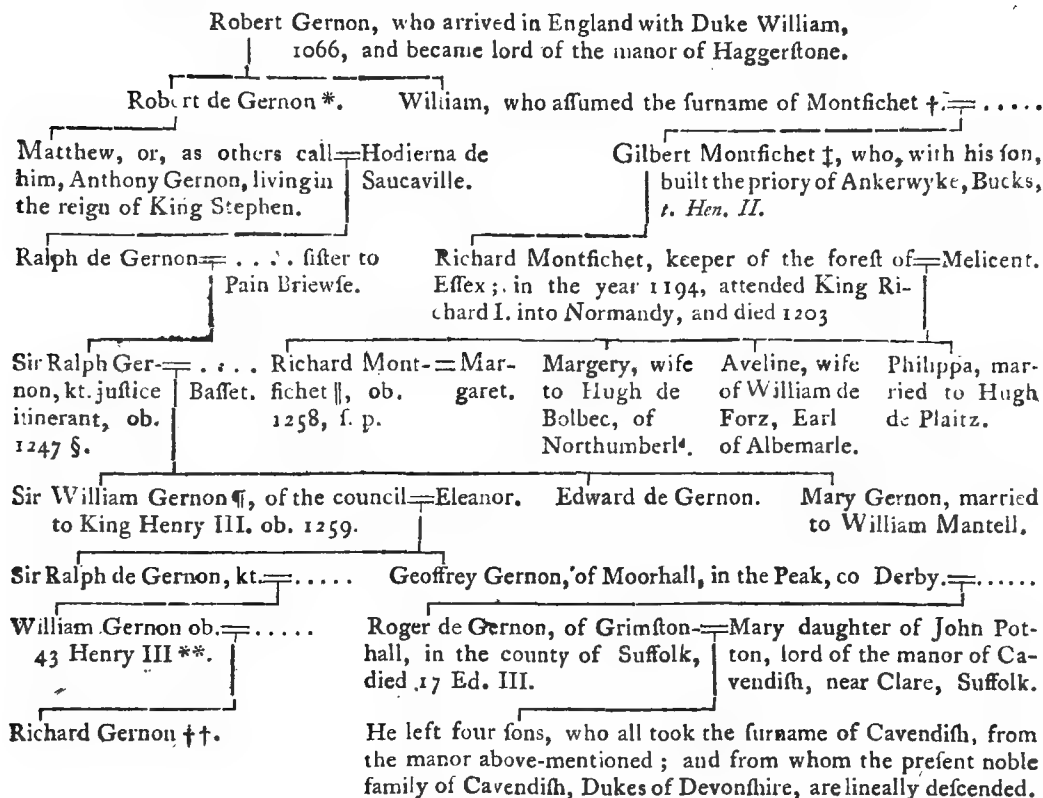 Robert Gernon, who arrived in England with Duke William,
1066, and became lord of the manor of Haggerſtone.
Robert de Gernon *.
William, who aſſumed the ſurname of Montfichet †. = . . . . .
Matthew, or, as others call = Hodierna de
him, Anthony Gernon, living in Saucaville.
the reign of King Stephen.
Gilbert Montfichet ‡, who, with his ſon,
built the priory of Ankerwyke, Bucks,
t. Hen. II.
Ralph de Gernon = . . . . ſiſter to
Pain Briewſe.
Richard Montfichet, keeper of the foreſt of = Melicent.
Eſſex; in the year 1194, attended King Ri-
chard I. into Normandy, and died 1203
Sir Ralph Ger- = . . . .
non, kt. juſtice Baſſet.
itinerant, ob.
1247 §.
Richard Mont- = Mar-
fichet ‖, ob. garet.
1258, ſ. p.
Margery, wife
to Hugh de
Bolbec, of
Northumberlᵈ.
Aveline, wife
of William de
Forz, Earl
of Albemarle.
Philippa, mar-
ried to Hugh
de Plaitz.
Sir William Gernon ¶, of the council = Eleanor.
to King Henry III. ob. 1259.
Edward de Gernon.
Mary Gernon, married
to William Mantell.
Sir Ralph de Gernon, kt. = . . . . .
Geoffrey Gernon, of Moorhall, in the Peak, co Derby. = . . . . . .
William Gernon ob. = . . . . .
43 Henry III **.
Roger de Gernon, of Grimſton- = Mary daughter of John Pot-
hall, in the county of Suffolk, ton, lord of the manor of Ca-
died 17 Ed. III. vendiſh, near Clare, Suffolk.
Richard Gernon ††.
He left four ſons, who all took the ſurname of Cavendiſh, from
the manor above-mentioned; and from whom the preſent noble
family of Cavendiſh, Dukes of Devonſhire, are lineally deſcended.